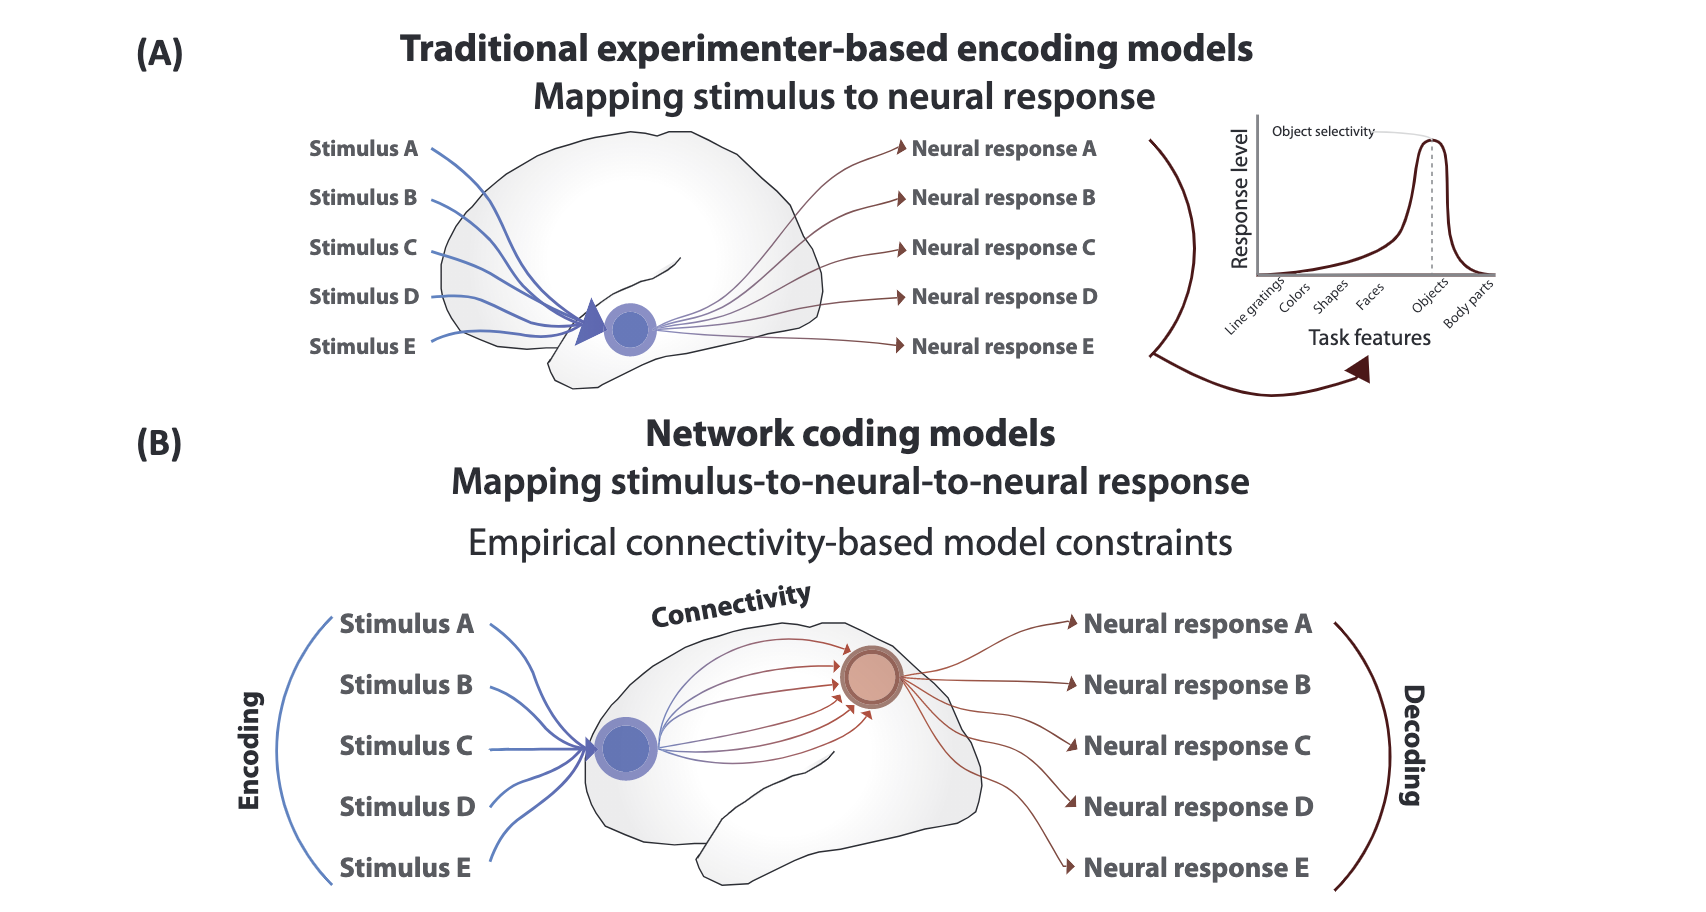 (A)
Traditional experimenter-based encoding models
Mapping stimulus to neural response
Stimulus A
Stimulus B
Stimulus C
Stimulus D
Stimulus E
Neural response A
Neural response B
Neural response C
Neural response D
Neural response E
Response level
Object selectivity
Line gratings
Colors
Shapes
Faces
Objects
Body parts
Task features
(B)
Network coding models
Mapping stimulus-to-neural-to-neural response
Empirical connectivity-based model constraints
Encoding
Stimulus A
Stimulus B
Stimulus C
Stimulus D
Stimulus E
Connectivity
Neural response A
Neural response B
Neural response C
Neural response D
Neural response E
Decoding